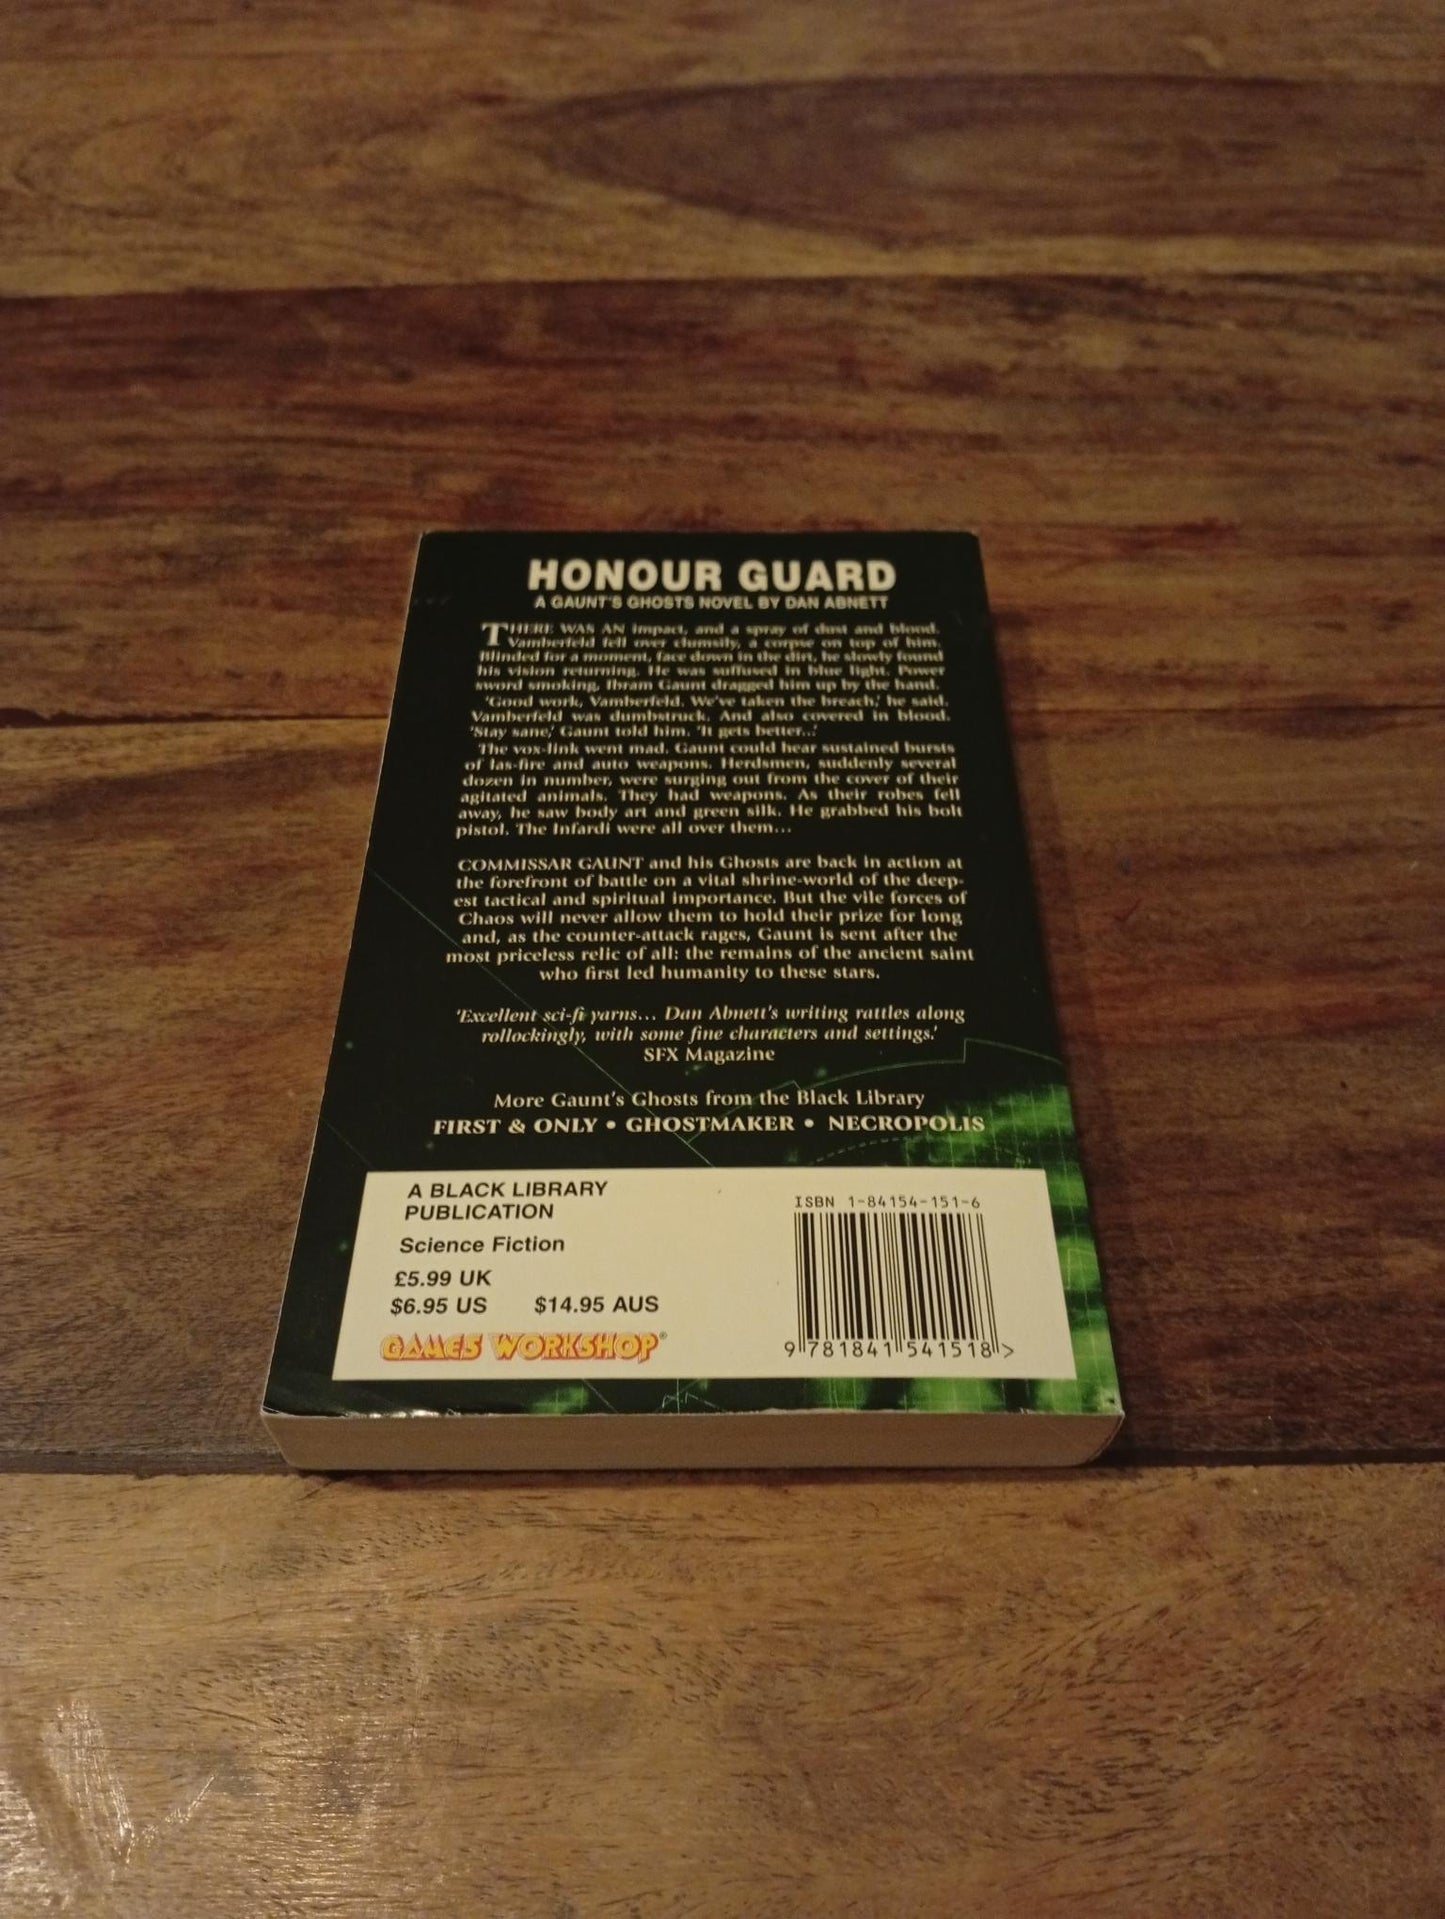 HONOUR GUARD
A GAUNT'S GHOSTS NOVEL BY DAN ABNETT
THERE WAS AN impact, and a spray of dust and blood.
Vamberfeld fell over clumsily, a corpse on top of him.
Blinded for a moment, face down in the dirt, he slowly found
his vision returning. He was suffused in blue light. Power
sword smoking, Ibram Gaunt dragged him up by the hand.
'Good work, Vamberfeld. We've taken the breach,' he said.
Vamberfeld was dumbstruck. And also covered in blood.
'Stay sane,' Gaunt told him. 'It gets better...'
The vox-link went mad. Gaunt could hear sustained bursts
of las-fire and auto weapons. Herdsmen, suddenly several
dozen in number, were surging out from the cover of their
agitated animals. They had weapons. As their robes fell
away, he saw body art and green silk. He grabbed his bolt
pistol. The Infardi were all over them...
COMMISSAR GAUNT and his Ghosts are back in action at
the forefront of battle on a vital shrine-world of the deep-
est tactical and spiritual importance. But the vile forces of
Chaos will never allow them to hold their prize for long
and, as the counter-attack rages, Gaunt is sent after the
most priceless relic of all: the remains of the ancient saint
who first led humanity to these stars.
'Excellent sci-fi yarns... Dan Abnett's writing rattles along
rollockingly, with some fine characters and settings.'
SFX Magazine
More Gaunt's Ghosts from the Black Library
FIRST & ONLY • GHOSTMAKER • NECROPOLIS
A BLACK LIBRARY
PUBLICATION
Science Fiction
£5.99 UK
$6.95 US $14.95 AUS
GAMES WORKSHOP®
ISBN 1-84154-151-6
9 781841 541518 >